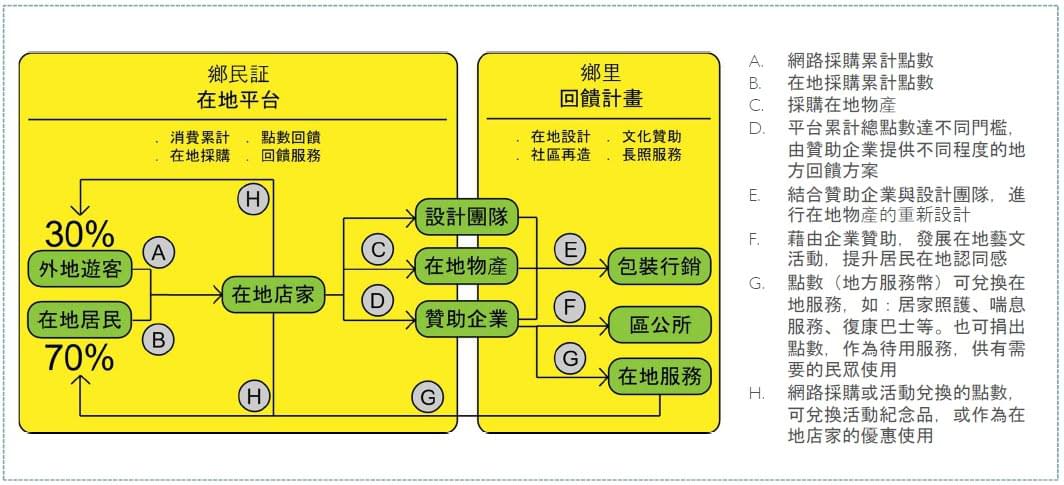 鄉民証
在地平台
．消費累計　．點數回饋
．在地採購　．回饋服務
鄉里
回饋計畫
．在地設計　．文化贊助
．社區再造　．長照服務
H
30%
外地遊客
A
在地居民
B
70%
在地店家
C
D
設計團隊
在地物產
贊助企業
E
F
G
包裝行銷
區公所
在地服務
H
G
A. 網路採購累計點數
B. 在地採購累計點數
C. 採購在地物產
D. 平台累計總點數達不同門檻，
由贊助企業提供不同程度的地
方回饋方案
E. 結合贊助企業與設計團隊，進
行在地物產的重新設計
F. 藉由企業贊助，發展在地藝文
活動，提升居民在地認同感
G. 點數（地方服務幣）可兌換在
地服務，如：居家照護、喘息
服務、復康巴士等。也可捐出
點數，作為待用服務，供有需
要的民眾使用
H. 網路採購或活動兌換的點數，
可兌換活動紀念品，或作為在
地店家的優惠使用